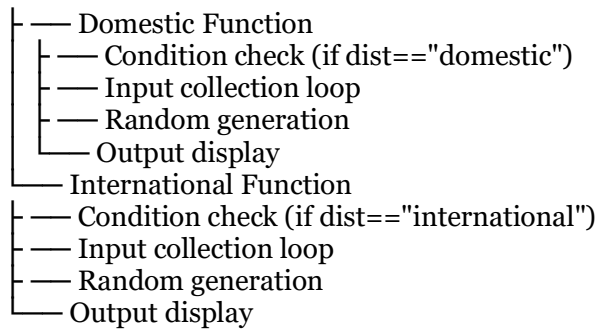 ├ ── Domestic Function
│ ├ ── Condition check (if dist=="domestic")
│ ├ ── Input collection loop
│ ├ ── Random generation
│ └── Output display
└── International Function
├ ── Condition check (if dist=="international")
├ ── Input collection loop
├ ── Random generation
└── Output display